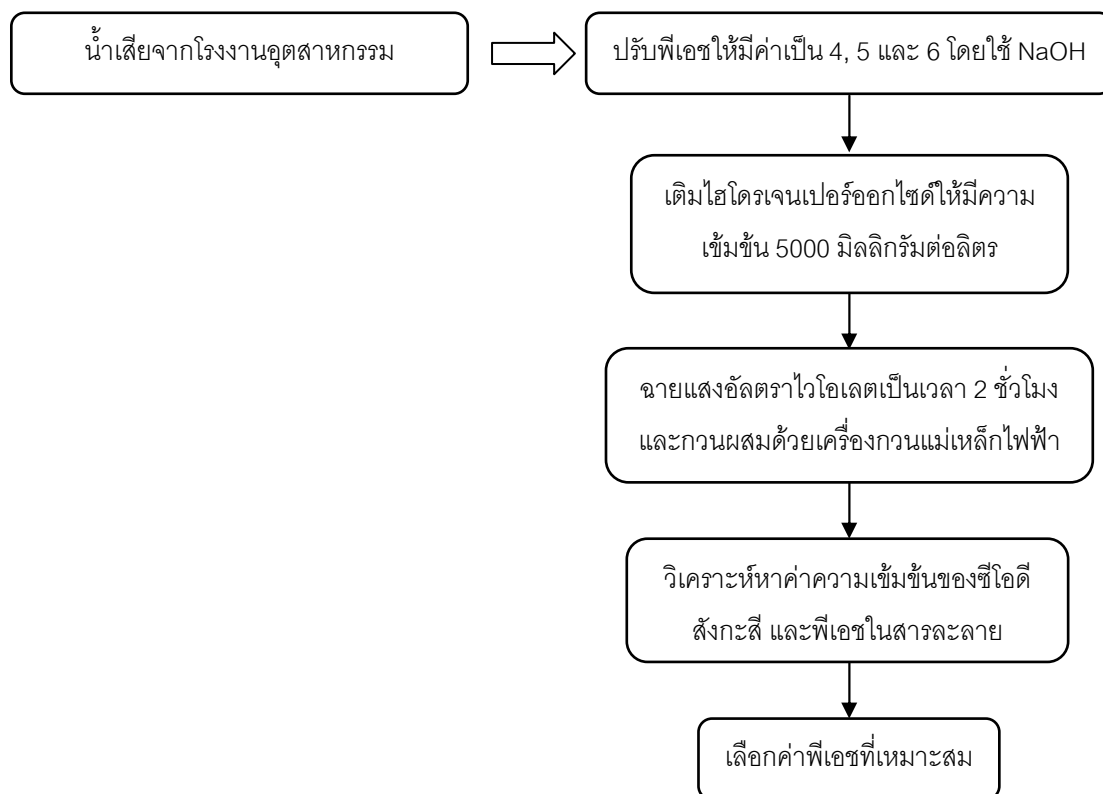 น้ำเสียจากโรงงานอุตสาหกรรม
ปรับพีเอชให้มีค่าเป็น 4, 5 และ 6 โดยใช้ NaOH
เติมไฮโดรเจนเปอร์ออกไซด์ให้มีความ
เข้มข้น 5000 มิลลิกรัมต่อลิตร
ฉายแสงอัลตราไวโอเลตเป็นเวลา 2 ชั่วโมง
และกวนผสมด้วยเครื่องกวนแม่เหล็กไฟฟ้า
วิเคราะห์หาค่าความเข้มข้นของซีโอดี
สังกะสี และพีเอชในสารละลาย
เลือกค่าพีเอชที่เหมาะสม